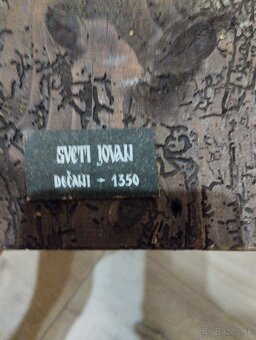 SVETI JOVAN
DEČANI - 1350